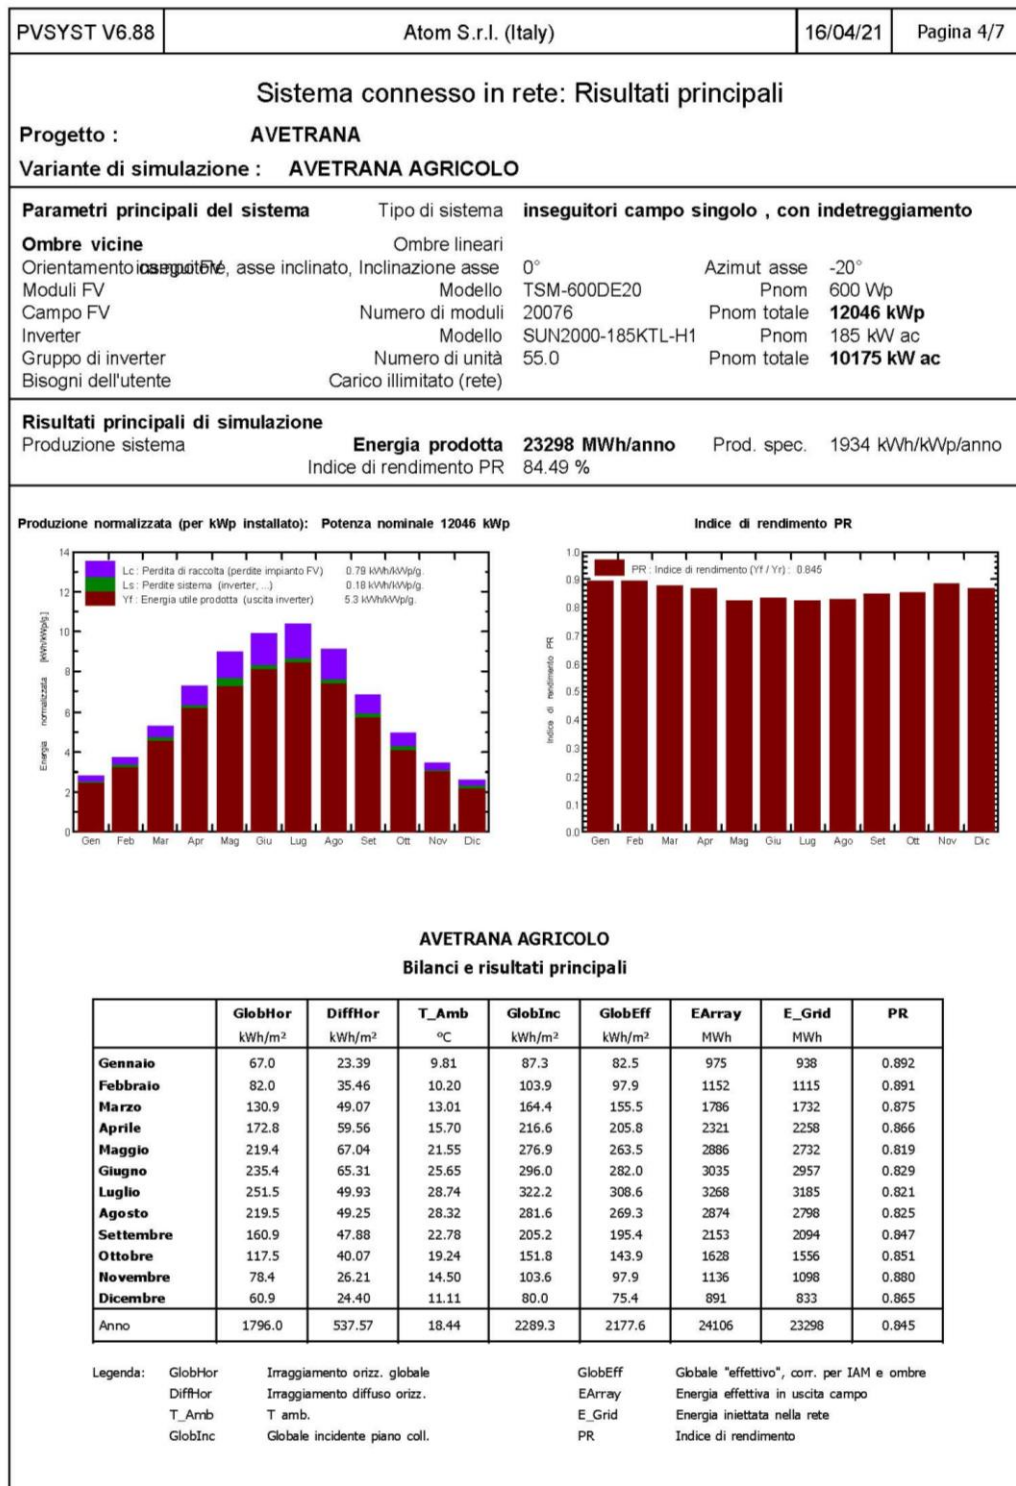 PVSYST V6.88 Atom S.r.l. (Italy) 16/04/21 Pagina 4/7
Sistema connesso in rete: Risultati principali
Progetto : AVETRANA
Variante di simulazione : AVETRANA AGRICOLO
Parametri principali del sistema Tipo di sistema inseguitori campo singolo , con indetreggiamento
Ombre vicine Ombre lineari
Orientamento asse inclinato, Inclinazione asse 0° Azimut asse -20°
Moduli FV Modello TSM-600DE20 Pnom 600 Wp
Campo FV Numero di moduli 20076 Pnom totale 12046 kWp
Inverter Modello SUN2000-185KTL-H1 Pnom 185 kW ac
Gruppo di inverter Numero di unità 55.0 Pnom totale 10175 kW ac
Bisogni dell'utente Carico illimitato (rete)
Risultati principali di simulazione
Produzione sistema Energia prodotta 23298 MWh/anno Prod. spec. 1934 kWh/kWp/anno
Indice di rendimento PR 84.49 %
Produzione normalizzata (per kWp installato): Potenza nominale 12046 kWp
14
12
10
8
6
4
2
0
Energia normalizzata [kWh/kWp/g]
Lc : Perdita di raccolta (perdite impianto FV) 0.79 kWh/kWp/g.
Ls : Perdite sistema (inverter, ...) 0.18 kWh/kWp/g.
Yf : Energia utile prodotta (uscita inverter) 5.3 kWh/kWp/g.
Gen Feb Mar Apr Mag Giu Lug Ago Set Ott Nov Dic
Indice di rendimento PR
1.0
0.9
0.8
0.7
0.6
0.5
0.4
0.3
0.2
0.1
0.0
Indice di rendimento PR
PR : Indice di rendimento (Yf / Yr) : 0.845
Gen Feb Mar Apr Mag Giu Lug Ago Set Ott Nov Dic
AVETRANA AGRICOLO
Bilanci e risultati principali
GlobHor DiffHor T_Amb GlobInc GlobEff EArray E_Grid PR
kWh/m² kWh/m² °C kWh/m² kWh/m² MWh MWh
Gennaio 67.0 23.39 9.81 87.3 82.5 975 938 0.892
Febbraio 82.0 35.46 10.20 103.9 97.9 1152 1115 0.891
Marzo 130.9 49.07 13.01 164.4 155.5 1786 1732 0.875
Aprile 172.8 59.56 15.70 216.6 205.8 2321 2258 0.866
Maggio 219.4 67.04 21.55 276.9 263.5 2886 2732 0.819
Giugno 235.4 65.31 25.65 296.0 282.0 3035 2957 0.829
Luglio 251.5 49.93 28.74 322.2 308.6 3268 3185 0.821
Agosto 219.5 49.25 28.32 281.6 269.3 2874 2798 0.825
Settembre 160.9 47.88 22.78 205.2 195.4 2153 2094 0.847
Ottobre 117.5 40.07 19.24 151.8 143.9 1628 1556 0.851
Novembre 78.4 26.21 14.50 103.6 97.9 1136 1098 0.880
Dicembre 60.9 24.40 11.11 80.0 75.4 891 833 0.865
Anno 1796.0 537.57 18.44 2289.3 2177.6 24106 23298 0.845
Legenda: GlobHor Irraggiamento orizz. globale GlobEff Globale "effettivo", corr. per IAM e ombre
DiffHor Irraggiamento diffuso orizz. EArray Energia effettiva in uscita campo
T_Amb T amb. E_Grid Energia iniettata nella rete
GlobInc Globale incidente piano coll. PR Indice di rendimento